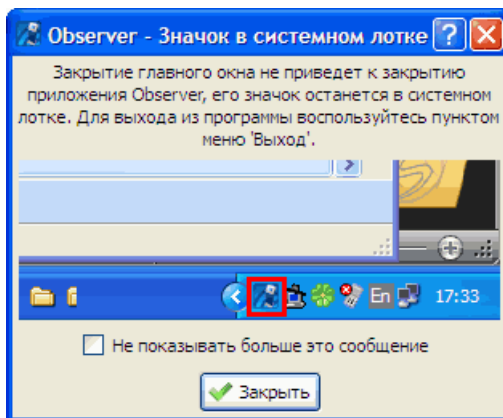 Observer - Значок в системном лотке
Закрытие главного окна не приведет к закрытию
приложения Observer, его значок останется в системном
лотке. Для выхода из программы воспользуйтесь пунктом
меню 'Выход'.
En 17:33
Не показывать больше это сообщение
Закрыть